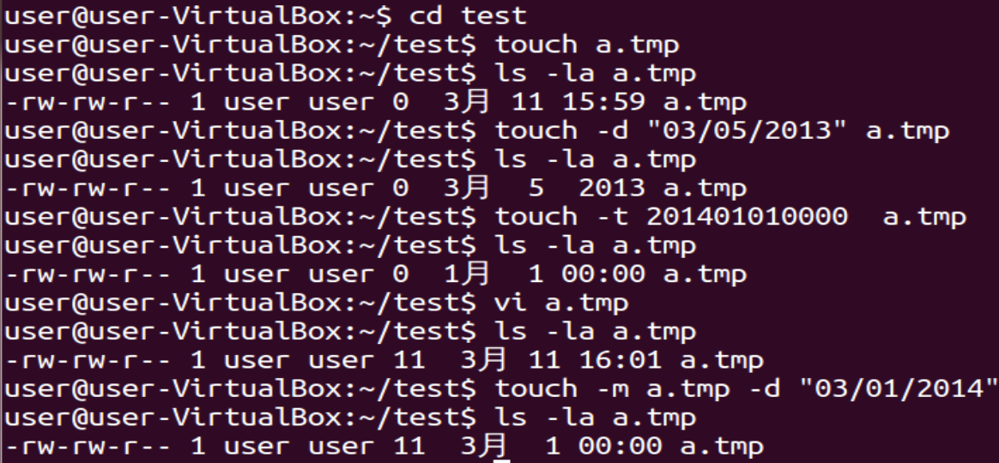 user@user-VirtualBox:~$ cd test
user@user-VirtualBox:~/test$ touch a.tmp
user@user-VirtualBox:~/test$ ls -la a.tmp
-rw-rw-r-- 1 user user 0  3月 11 15:59 a.tmp
user@user-VirtualBox:~/test$ touch -d "03/05/2013" a.tmp
user@user-VirtualBox:~/test$ ls -la a.tmp
-rw-rw-r-- 1 user user 0  3月  5  2013 a.tmp
user@user-VirtualBox:~/test$ touch -t 201401010000  a.tmp
user@user-VirtualBox:~/test$ ls -la a.tmp
-rw-rw-r-- 1 user user 0  1月  1 00:00 a.tmp
user@user-VirtualBox:~/test$ vi a.tmp
user@user-VirtualBox:~/test$ ls -la a.tmp
-rw-rw-r-- 1 user user 11  3月 11 16:01 a.tmp
user@user-VirtualBox:~/test$ touch -m a.tmp -d "03/01/2014"
user@user-VirtualBox:~/test$ ls -la a.tmp
-rw-rw-r-- 1 user user 11  3月  1 00:00 a.tmp